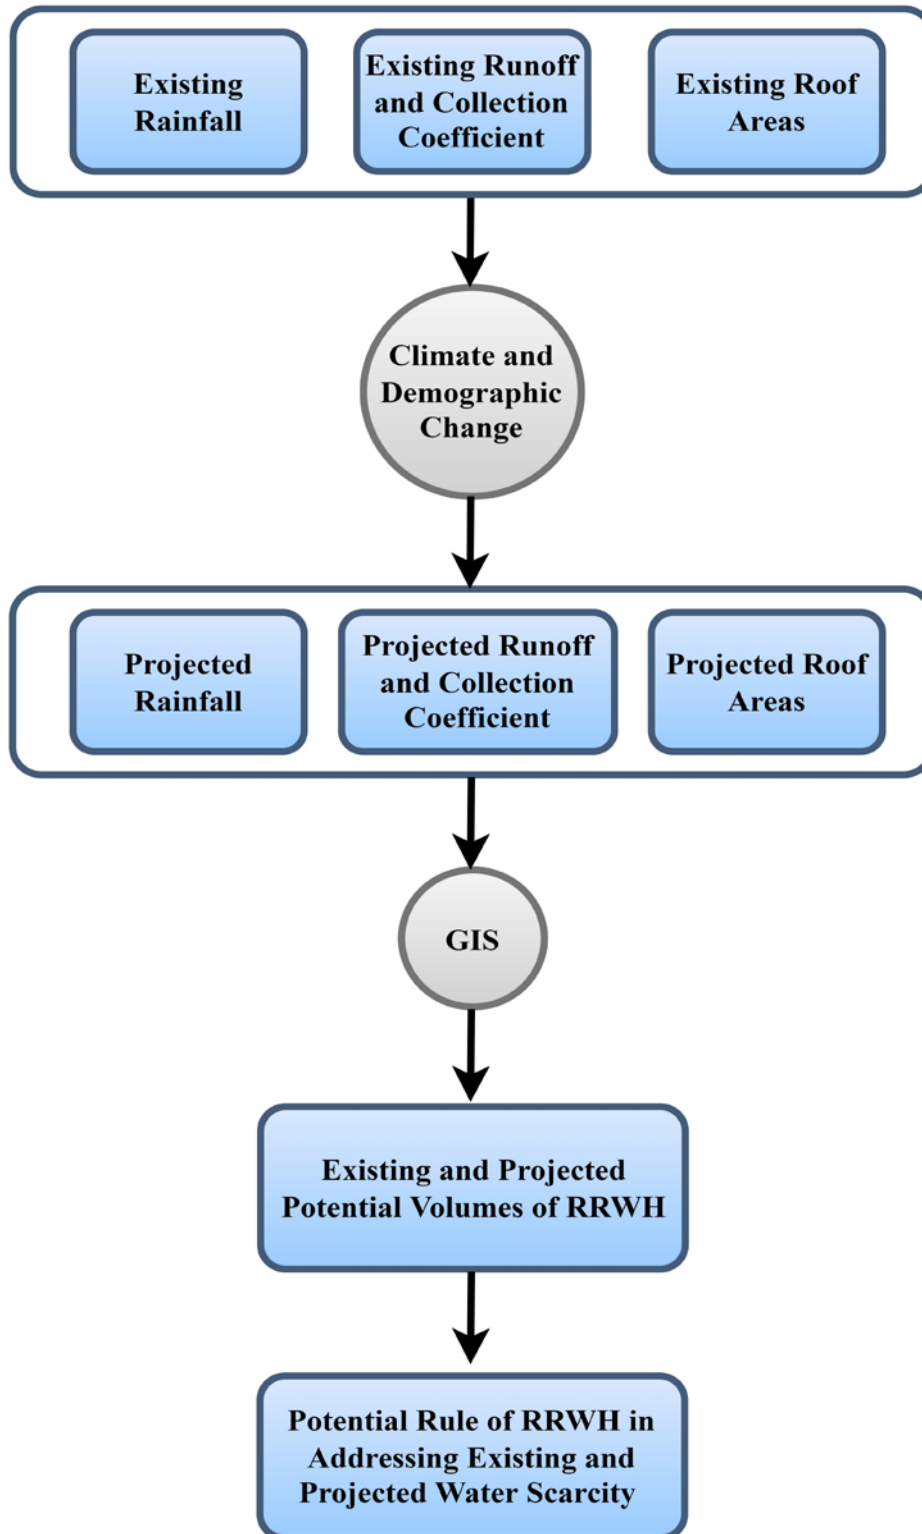 Existing
Rainfall
Existing Runoff
and Collection
Coefficient
Existing Roof
Areas
Climate and
Demographic
Change
Projected
Rainfall
Projected Runoff
and Collection
Coefficient
Projected Roof
Areas
GIS
Existing and Projected
Potential Volumes of RRWH
Potential Rule of RRWH in
Addressing Existing and
Projected Water Scarcity